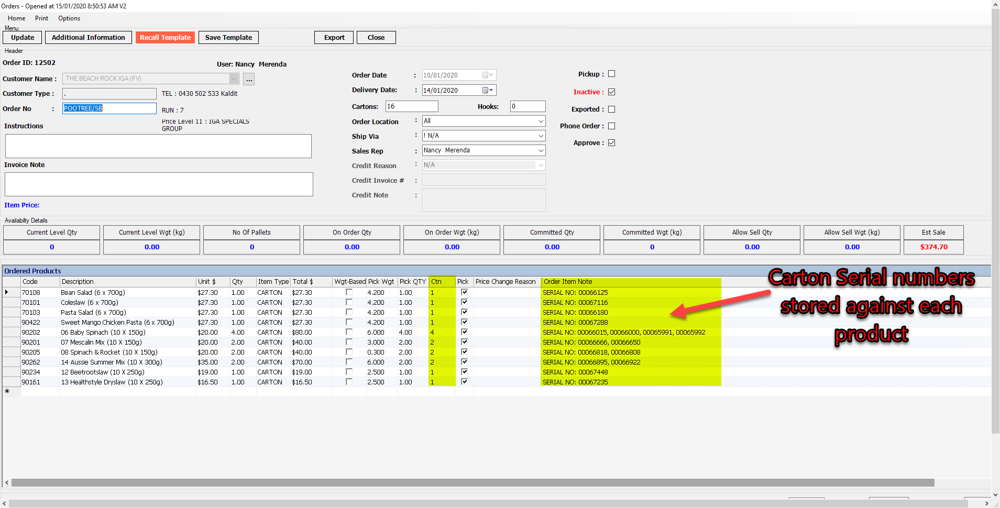 Orders - Opened at 15/01/2020 8:50:53 AM V2
Home Print Options
Menu
Update Additional Information Recall Template Save Template Export Close
Header
Order ID: 12502
User: Nancy Merenda
Customer Name : THE BEACH ROCK IGA (FV) ...
Customer Type : . TEL : 0430 502 533 Kaldit
Order No : POOTREE/SB RUN : 7
Price Level 11 : IGA SPECIALS GROUP
Instructions
Invoice Note
Item Price:
Order Date : 10/01/2020
Delivery Date: : 14/01/2020
Cartons: 16 Hooks: 0
Order Location : All
Ship Via : ! N/A
Sales Rep : Nancy Merenda
Credit Reason : N/A
Credit Invoice # :
Credit Note :
Pickup :
Inactive :
Exported :
Phone Order :
Approve :
Availabilty Details
Current Level Qty Current Level Wgt (kg) No Of Pallets On Order Qty On Order Wgt (kg) Committed Qty Committed Wgt (kg) Allow Sell Qty Allow Sell Wgt (kg) Est Sale
0 0.00 0 0.00 0.00 0.00 0 0.00 0.00 $374.70
Ordered Products
Code Description Unit $ Qty Item Type Total $ Wgt-Based Pick Wgt Pick QTY Ctn Pick Price Change Reason Order Item Note
70108 Bean Salad (6 x 700g) $27.30 1.00 CARTON $27.30 4.200 1.00 1 SERIAL NO: 00066125
70101 Coleslaw (6 x 700g) $27.30 1.00 CARTON $27.30 4.200 1.00 1 SERIAL NO: 00067116
70103 Pasta Salad (6 x 700g) $27.30 1.00 CARTON $27.30 4.200 1.00 1 SERIAL NO: 00066180
90422 Sweet Mango Chicken Pasta (6 x 700g) $27.30 1.00 CARTON $27.30 4.200 1.00 1 SERIAL NO: 00067288
90202 06 Baby Spinach (10 X 150g) $20.00 4.00 CARTON $80.00 6.000 4.00 4 SERIAL NO: 00066015, 00066000, 00065991, 00065992
90201 07 Mescalin Mix (10 X 150g) $20.00 2.00 CARTON $40.00 3.000 2.00 2 SERIAL NO: 00066666, 00066650
90205 08 Spinach & Rocket (10 X 150g) $20.00 2.00 CARTON $40.00 0.300 2.00 2 SERIAL NO: 00066818, 00066808
90262 14 Aussie Summer Mix (10 X 300g) $35.00 2.00 CARTON $70.00 6.000 2.00 2 SERIAL NO: 00066895, 00066922
90234 12 Beetrootslaw (10 X 250g) $19.00 1.00 CARTON $19.00 2.500 1.00 1 SERIAL NO: 00067448
90161 13 Healthstyle Dryslaw (10 X 250g) $16.50 1.00 CARTON $16.50 2.500 1.00 1 SERIAL NO: 00067235
Carton Serial numbers
stored against each
product